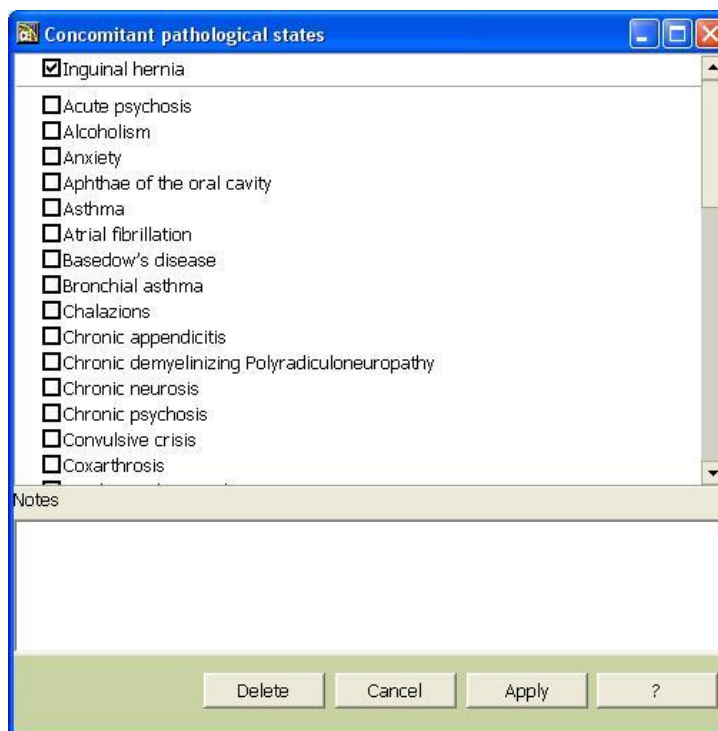 Concomitant pathological states
Inguinal hernia
Acute psychosis
Alcoholism
Anxiety
Aphthae of the oral cavity
Asthma
Atrial fibrillation
Basedow's disease
Bronchial asthma
Chalazions
Chronic appendicitis
Chronic demyelinizing Polyradiculoneuropathy
Chronic neurosis
Chronic psychosis
Convulsive crisis
Coxarthrosis
Notes
Delete Cancel Apply ?